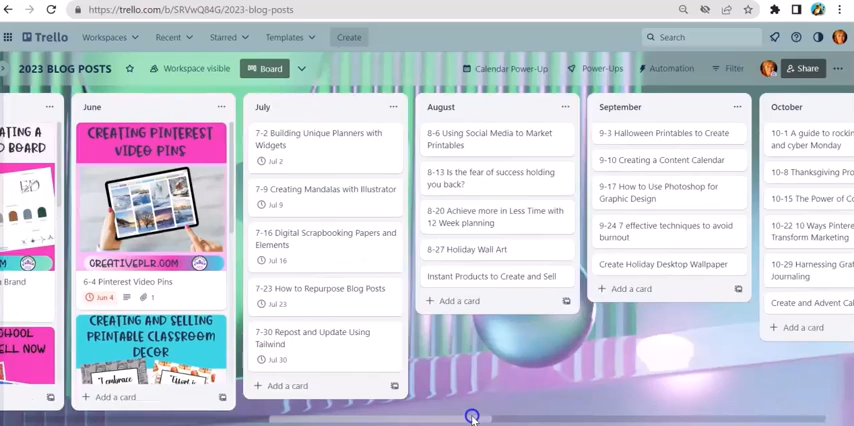 https://trello.com/b/SRVwQ84G/2023-blog-posts
Trello
Workspaces
Recent
Starred
Templates
Create
Search
2023 BLOG POSTS
Workspace visible
Board
Calendar Power-Up
Power-Ups
Automation
Filter
Share
ATING A
D BOARD
a Brand
HOOL
ELL NOW
June
CREATING PINTEREST
VIDEO PINS
CREATIVEPLR.COM
6-4 Pinterest Video Pins
Jun 4
1
CREATING AND SELLING
PRINTABLE CLASSROOM
DECOR
I embrace
Add a card
July
7-2 Building Unique Planners with
Widgets
Jul 2
7-9 Creating Mandalas with Illustrator
Jul 9
7-16 Digital Scrapbooking Papers and
Elements
Jul 16
7-23 How to Repurpose Blog Posts
Jul 23
7-30 Repost and Update Using
Tailwind
Jul 30
Add a card
August
8-6 Using Social Media to Market
Printables
8-13 Is the fear of success holding
you back?
8-20 Achieve more in Less Time with
12 Week planning
8-27 Holiday Wall Art
Instant Products to Create and Sell
Add a card
September
9-3 Halloween Printables to Create
9-10 Creating a Content Calendar
9-17 How to Use Photoshop for
Graphic Design
9-24 7 effective techniques to avoid
burnout
Create Holiday Desktop Wallpaper
Add a card
October
10-1 A guide to rockin
and cyber Monday
10-8 Thanksgiving Pro
10-15 The Power of Co
10-22 10 Ways Pintere
Transform Marketing
10-29 Harnessing Grat
Journaling
Create and Advent Cal
Add a card